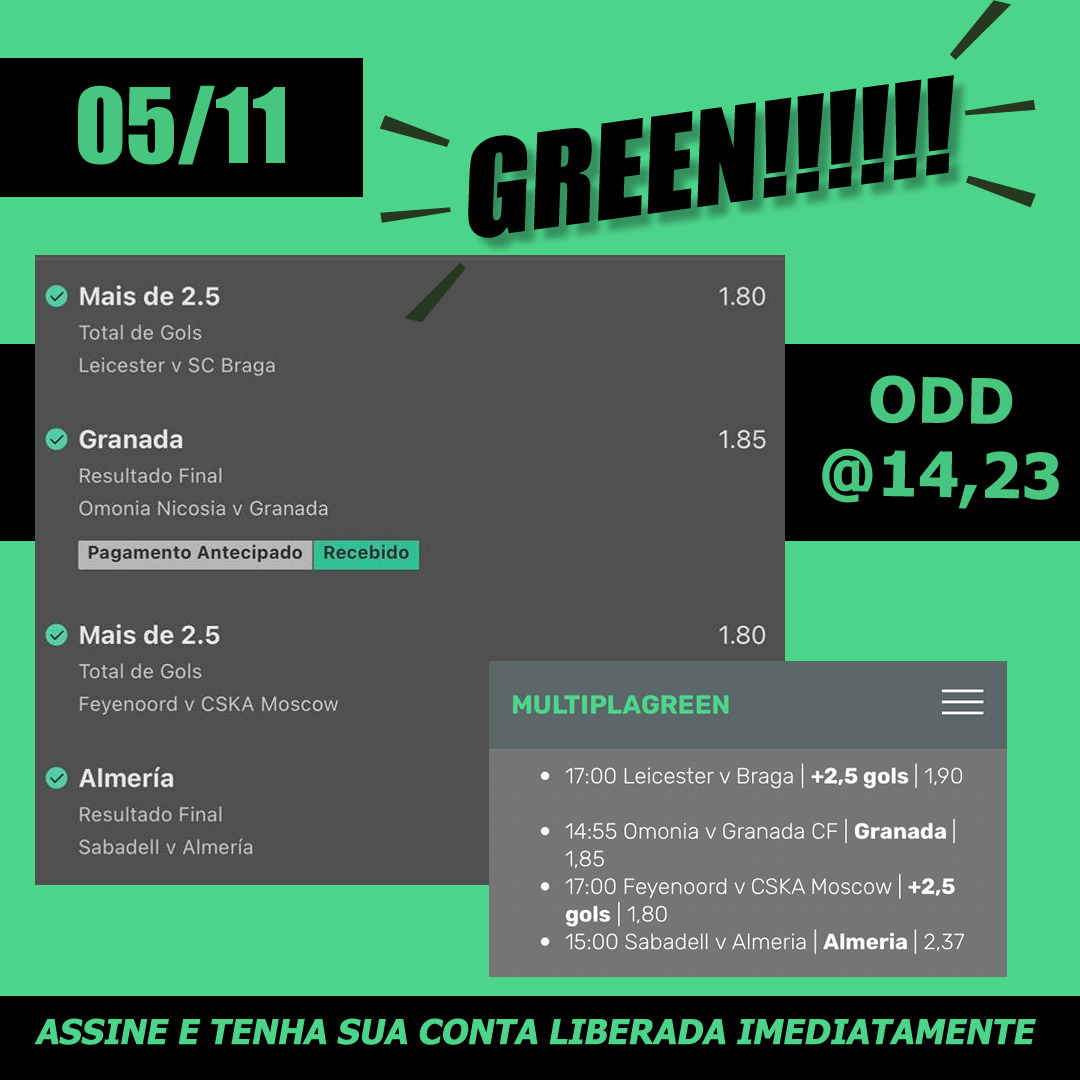 05/11
GREEN!!!!!!
Mais de 2.5 1.80
Total de Gols
Leicester v SC Braga
Granada 1.85
Resultado Final
Omonia Nicosia v Granada
Pagamento Antecipado Recebido
Mais de 2.5 1.80
Total de Gols
Feyenoord v CSKA Moscow
Almería
Resultado Final
Sabadell v Almería
ODD
@14,23
MULTIPLAGREEN
• 17:00 Leicester v Braga | +2,5 gols | 1,90
• 14:55 Omonia v Granada CF | Granada |
1,85
• 17:00 Feyenoord v CSKA Moscow | +2,5
gols | 1,80
• 15:00 Sabadell v Almeria | Almeria | 2,37
ASSINE E TENHA SUA CONTA LIBERADA IMEDIATAMENTE